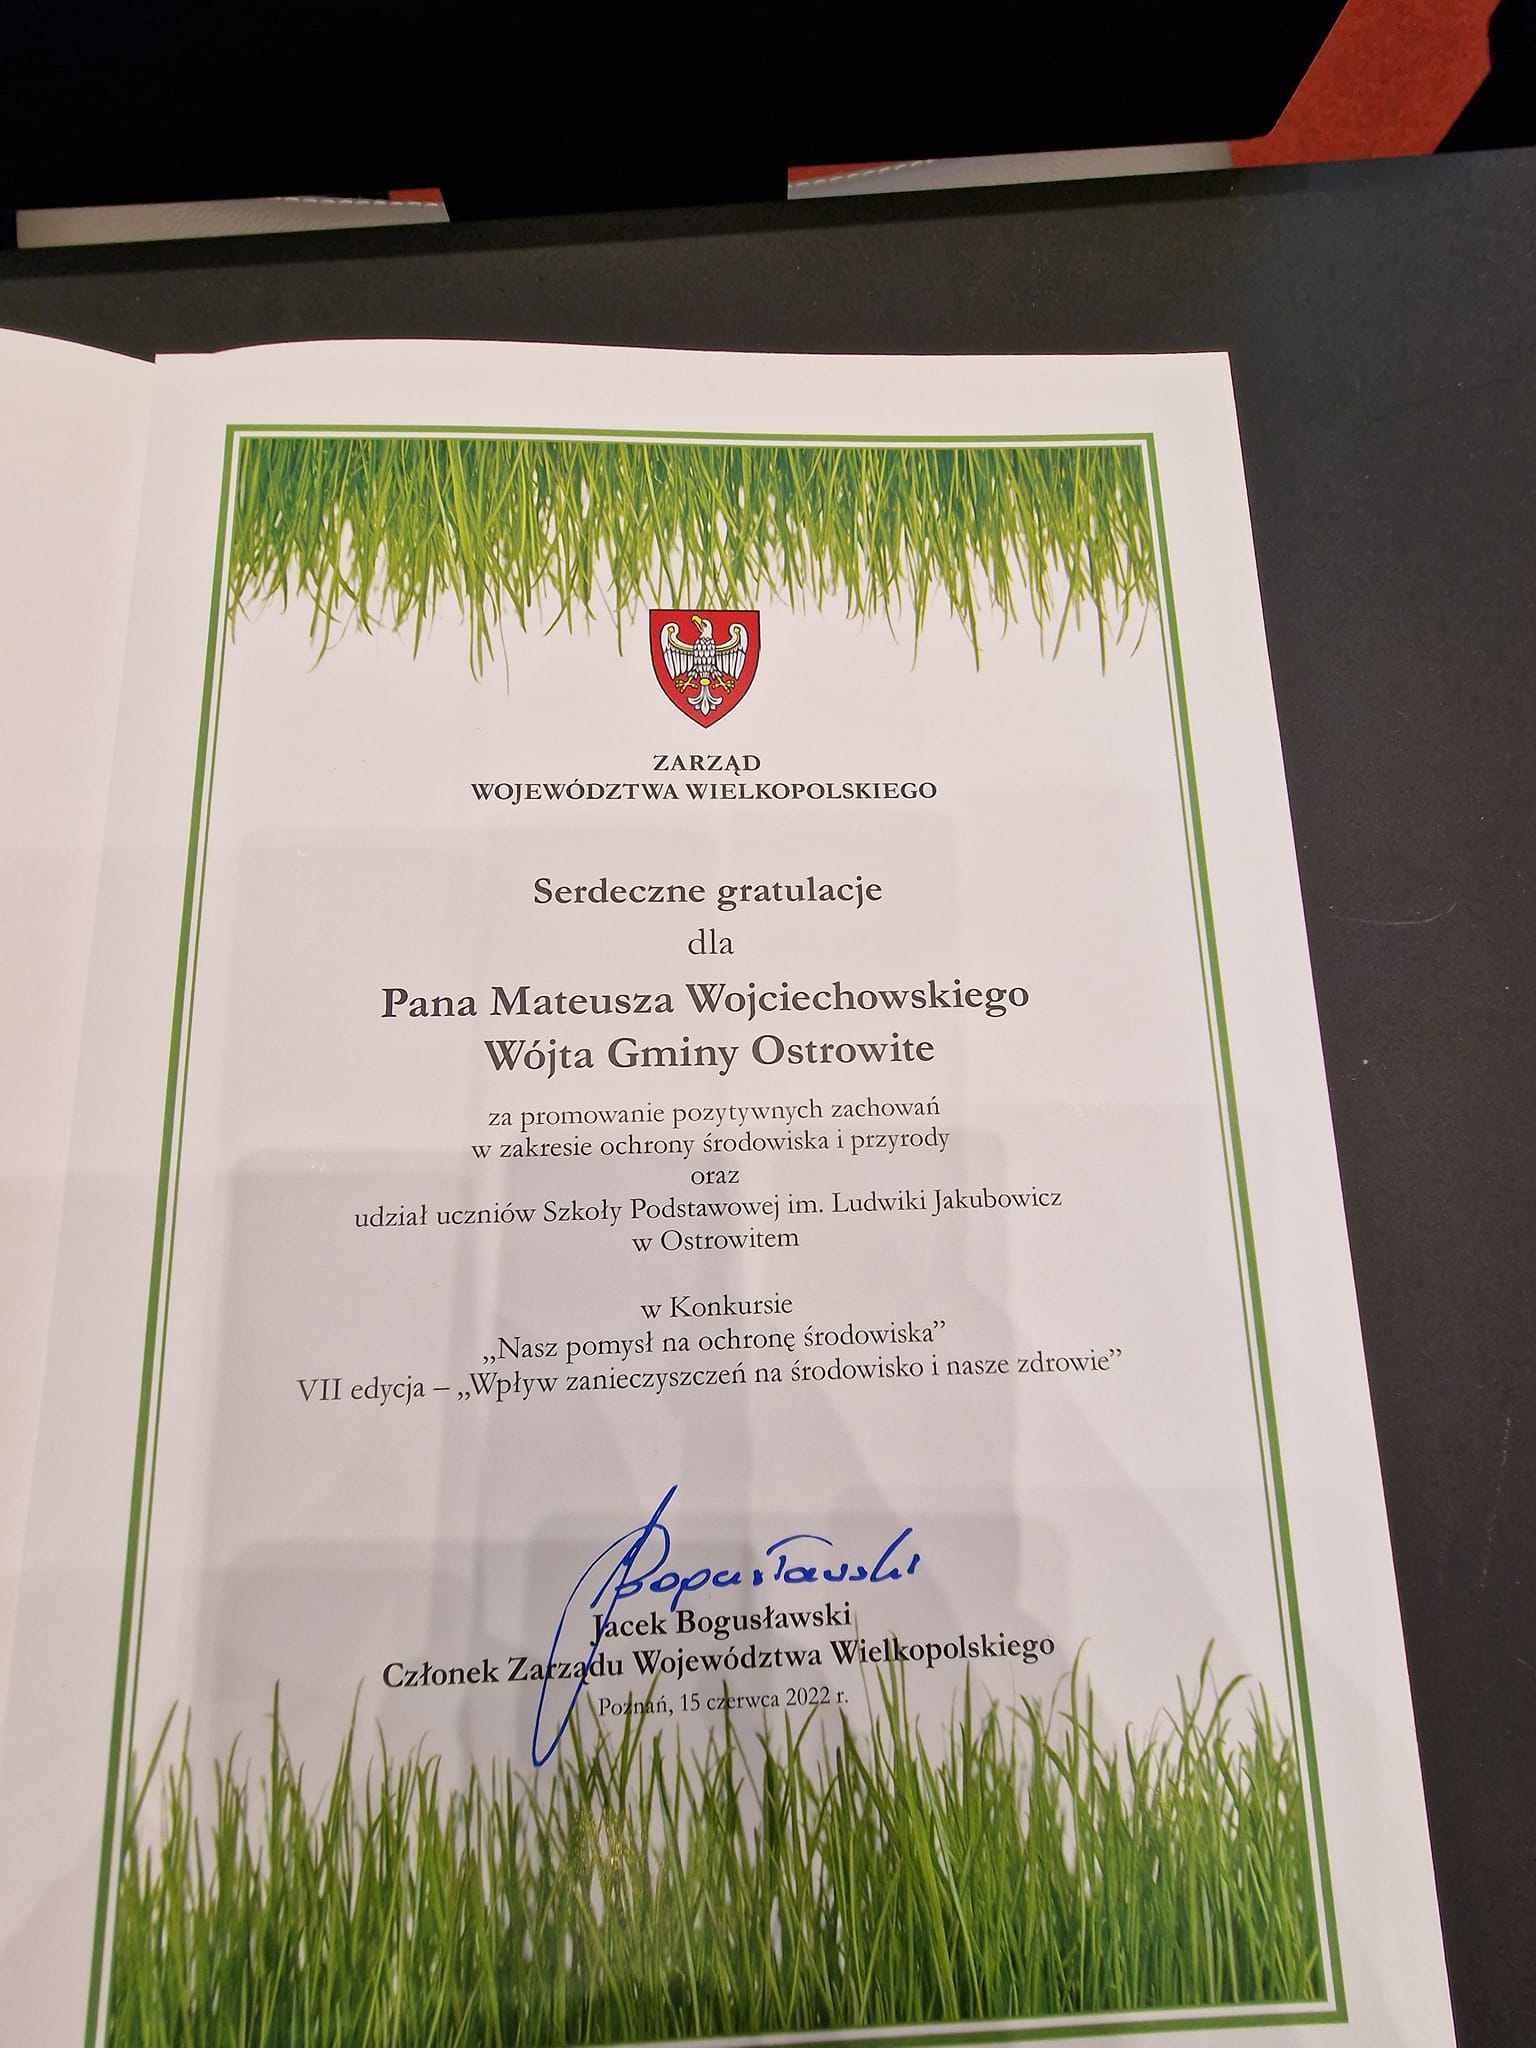 ZARZĄD
WOJEWÓDZTWA WIELKOPOLSKIEGO
Serdeczne gratulacje
dla
Pana Mateusza Wojciechowskiego
Wójta Gminy Ostrowite
za promowanie pozytywnych zachowań
w zakresie ochrony środowiska i przyrody
oraz
udział uczniów Szkoły Podstawowej im. Ludwiki Jakubowicz
w Ostrowitem
w Konkursie
„Nasz pomysł na ochronę środowiska”
VII edycja – „Wpływ zanieczyszczeń na środowisko i nasze zdrowie”
Bogusławski
Jacek Bogusławski
Członek Zarządu Województwa Wielkopolskiego
Poznań, 15 czerwca 2022 r.